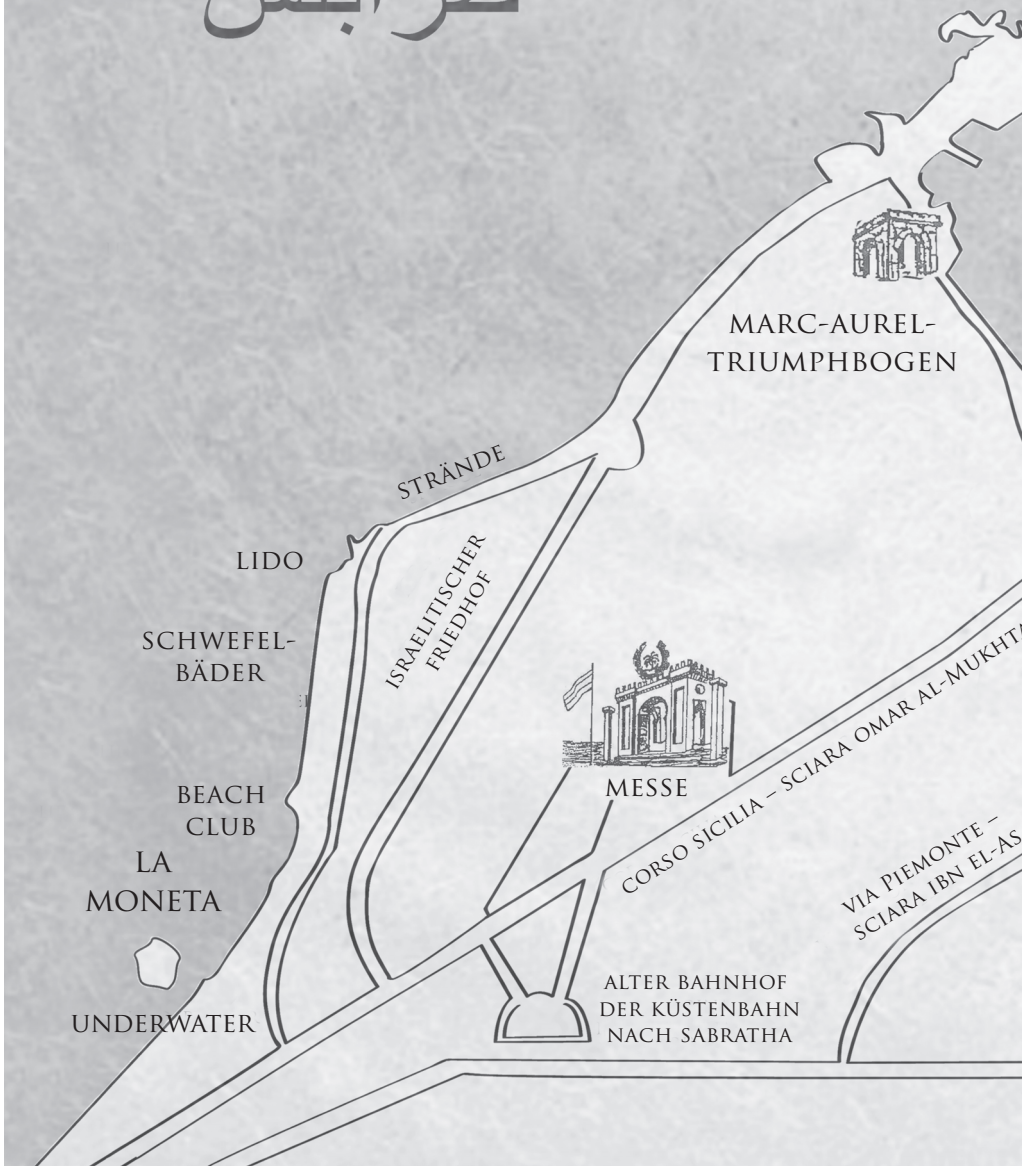 طرابلس
MARC-AUREL-
TRIUMPHBOGEN
STRÄNDE
LIDO
ISRAELITISCHER
FRIEDHOF
SCHWEFEL-
BÄDER
MESSE
BEACH
CLUB
CORSO SICILIA – SCIARA OMAR AL-MUKHTA
LA
MONETA
VIA PIEMONTE –
SCIARA IBN EL-AS
UNDERWATER
ALTER BAHNHOF
DER KÜSTENBAHN
NACH SABRATHA